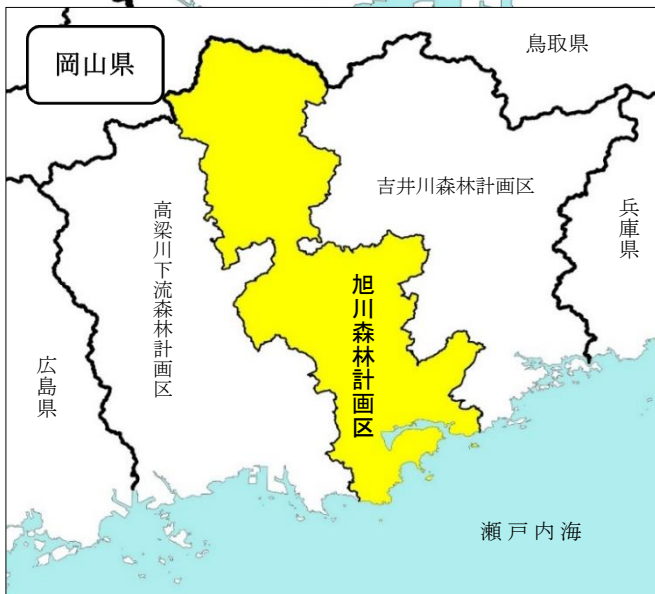 岡山県
鳥取県
吉井川森林計画区
兵庫県
高梁川下流森林計画区
旭川森林計画区
広島県
瀬戸内海